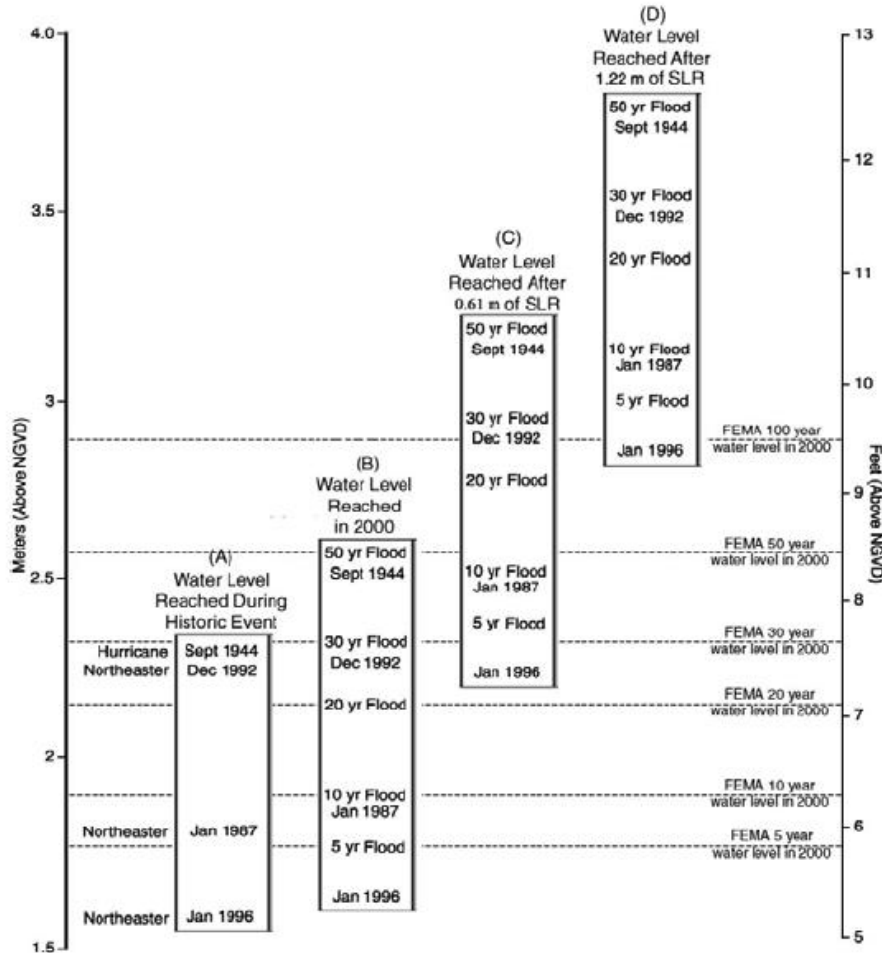 4.0
3.5
3
2.5
2
1.5
Meters (Above NGVD)
(A)
Water Level
Reached During
Historic Event
Hurricane
Northeaster
Sept 1944
Dec 1992
Northeaster
Jan 1987
Northeaster
Jan 1996
(B)
Water Level
Reached
in 2000
50 yr Flood
Sept 1944
30 yr Flood
Dec 1992
20 yr Flood
10 yr Flood
Jan 1987
5 yr Flood
Jan 1996
(C)
Water Level
Reached After
0.61 m of SLR
50 yr Flood
Sept 1944
30 yr Flood
Dec 1992
20 yr Flood
10 yr Flood
Jan 1987
5 yr Flood
Jan 1996
(D)
Water Level
Reached After
1.22 m of SLR
50 yr Flood
Sept 1944
30 yr Flood
Dec 1992
20 yr Flood
10 yr Flood
Jan 1987
5 yr Flood
Jan 1996
FEMA 100 year
water level in 2000
FEMA 50 year
water level in 2000
FEMA 30 year
water level in 2000
FEMA 20 year
water level in 2000
FEMA 10 year
water level in 2000
FEMA 5 year
water level in 2000
13
12
11
10
9
8
7
6
5
Feet (Above NGVD)